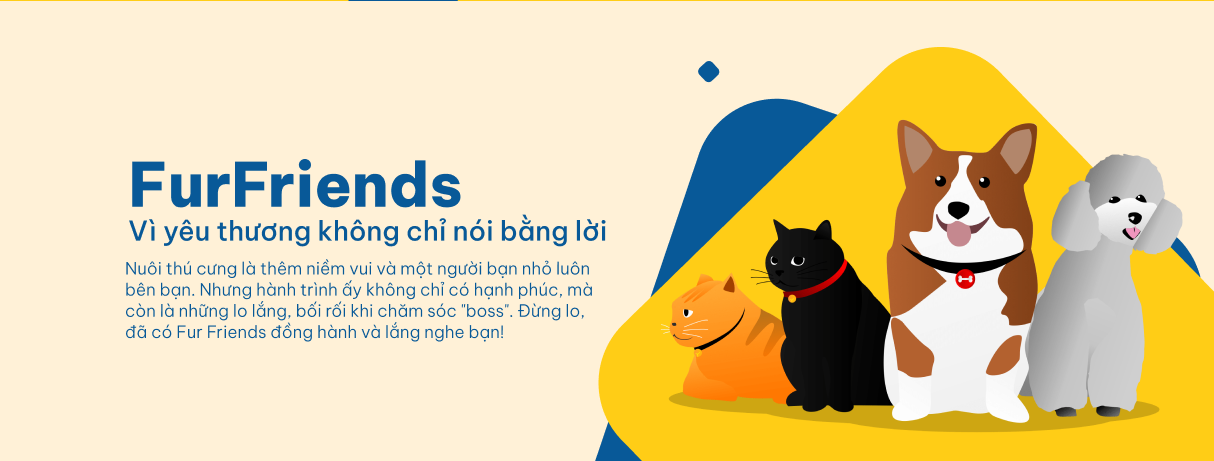 FurFriends
Vì yêu thương không chỉ nói bằng lời
Nuôi thú cưng là thêm niềm vui và một người bạn nhỏ luôn
bên bạn. Nhưng hành trình ấy không chỉ có hạnh phúc, mà
còn là những lo lắng, bối rối khi chăm sóc "boss". Đừng lo,
đã có Fur Friends đồng hành và lắng nghe bạn!